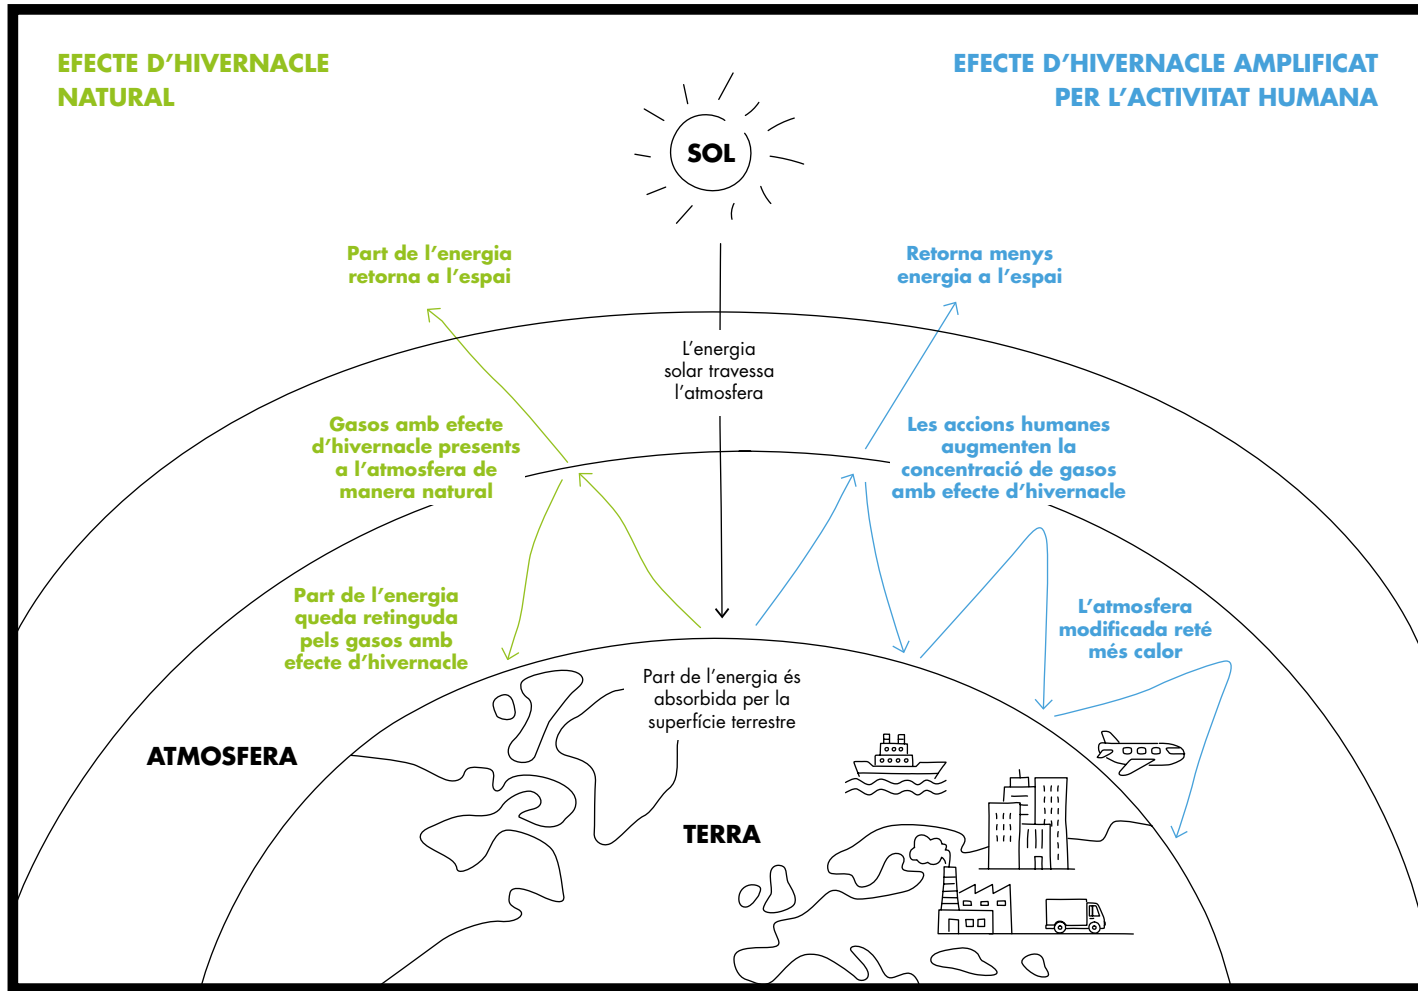 EFECTE D’HIVERNACLE
NATURAL
EFECTE D’HIVERNACLE AMPLIFICAT
PER L’ACTIVITAT HUMANA
SOL
Part de l’energia
retorna a l’espai
Retorna menys
energia a l’espai
L’energia
solar travessa
l’atmosfera
Gasos amb efecte
d’hivernacle presents
a l’atmosfera de
manera natural
Les accions humanes
augmenten la
concentració de gasos
amb efecte d’hivernacle
Part de l’energia
queda retinguda
pels gasos amb
efecte d’hivernacle
L’atmosfera
modificada reté
més calor
Part de l’energia és
absorbida per la
superfície terrestre
ATMOSFERA
TERRA